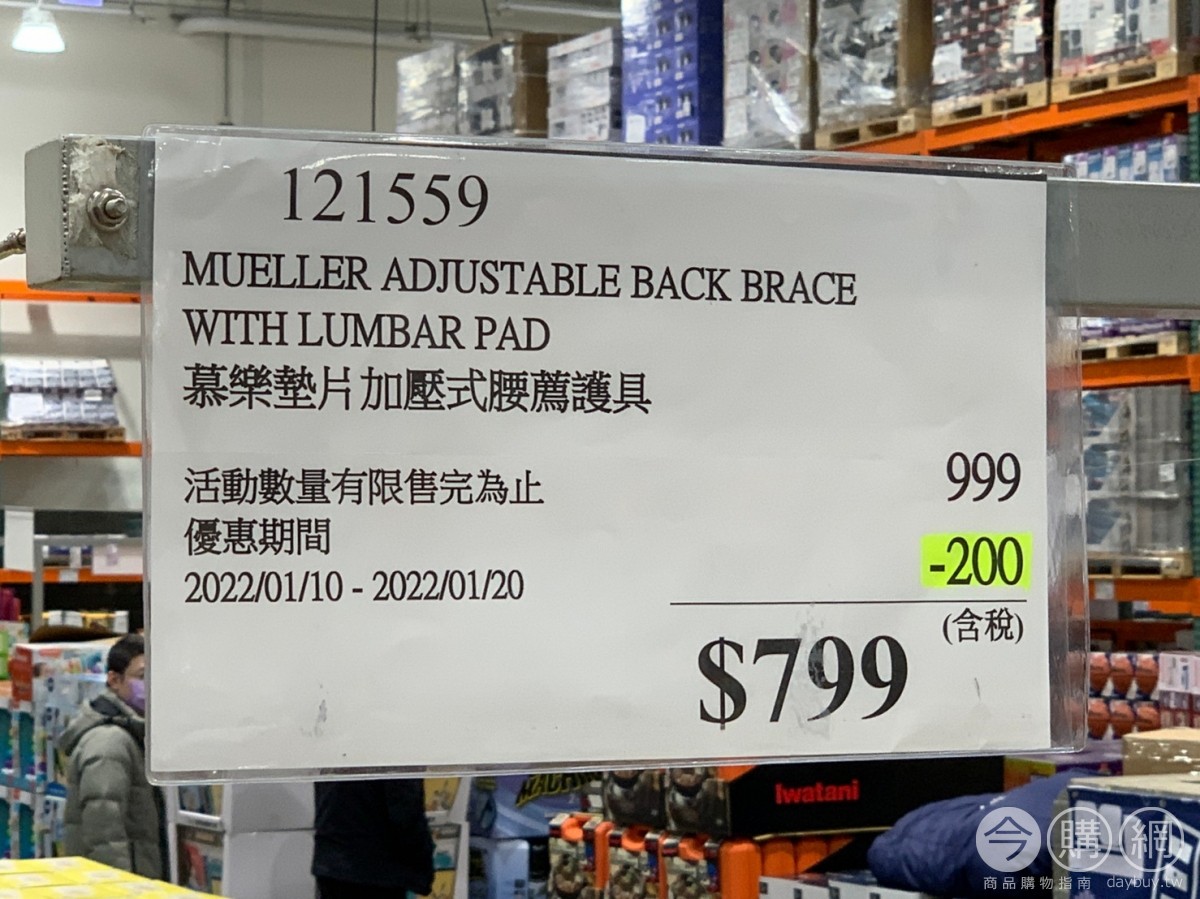 121559
MUELLER ADJUSTABLE BACK BRACE
WITH LUMBAR PAD
慕樂墊片加壓式腰薦護具
活動數量有限售完為止
999
優惠期間
-200
2022/01/10 - 2022/01/20
(含稅)
$799
Iwatani
今購網
商品購物指南 daybuy.tw